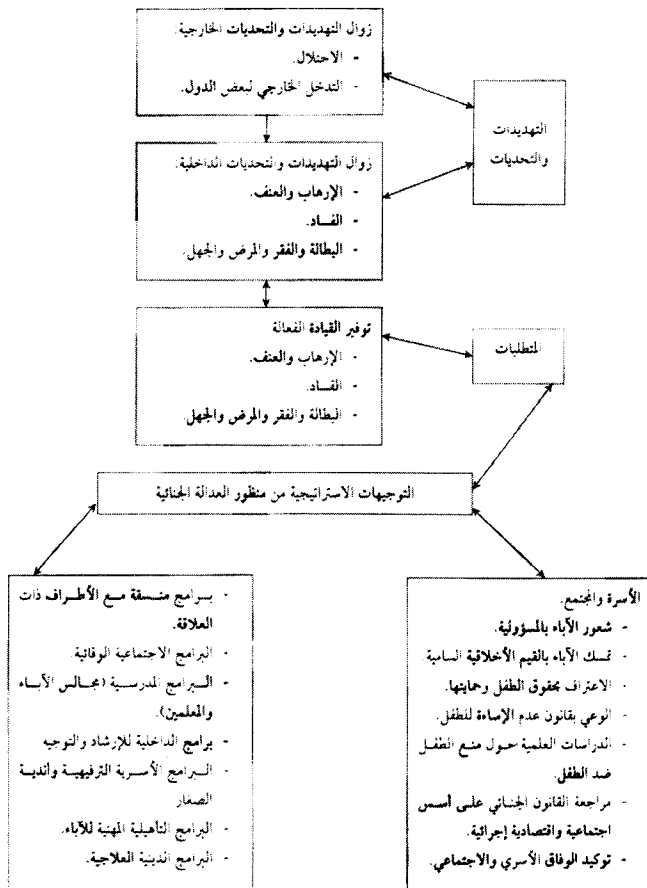 زوال التهديدات والتحديات الخارجية:
- الاحتلال.
- التدخل الخارجي لبعض الدول.
التهديدات
والتحديات
زوال التهديدات والتحديات الداخلية:
- الإرهاب والعنف.
- الفساد.
- البطالة والفقر والمرض والجهل.
توفير القيادة الفعالة
- الإرهاب والعنف.
- الفساد.
- البطالة والفقر والمرض والجهل.
المتطلبات
التوجيهات الاستراتيجية من منظور العدالة الجنائية
الأسرة والمجتمع.
- شعور الآباء بالمسؤولية.
- تمسك الآباء بالقيم الأخلاقية السامية
- الاعتراف بحقوق الطفل وحمايتها.
- الوعي بقانون عدم الإساءة للطفل.
- الدراسات العلمية حول منع الطفل
ضد الطفل.
- مراجعة القانون الجنائي على أسس
اجتماعية واقتصادية إجرائية.
- توكيد الوفاق الأسري والاجتماعي.
- برامج منسقة مع الأطراف ذات
العلاقة.
- البرامج الاجتماعية الوقائية.
- البرامج المدرسية (مجالس الآباء
والمعلمين).
- برامج الداخلية للإرشاد والتوجيه
- البرامج الأسرية الترفيهية وأندية
الصغار
- البرامج التأهيلية المهنية للآباء.
- البرامج الدينية العلاجية.